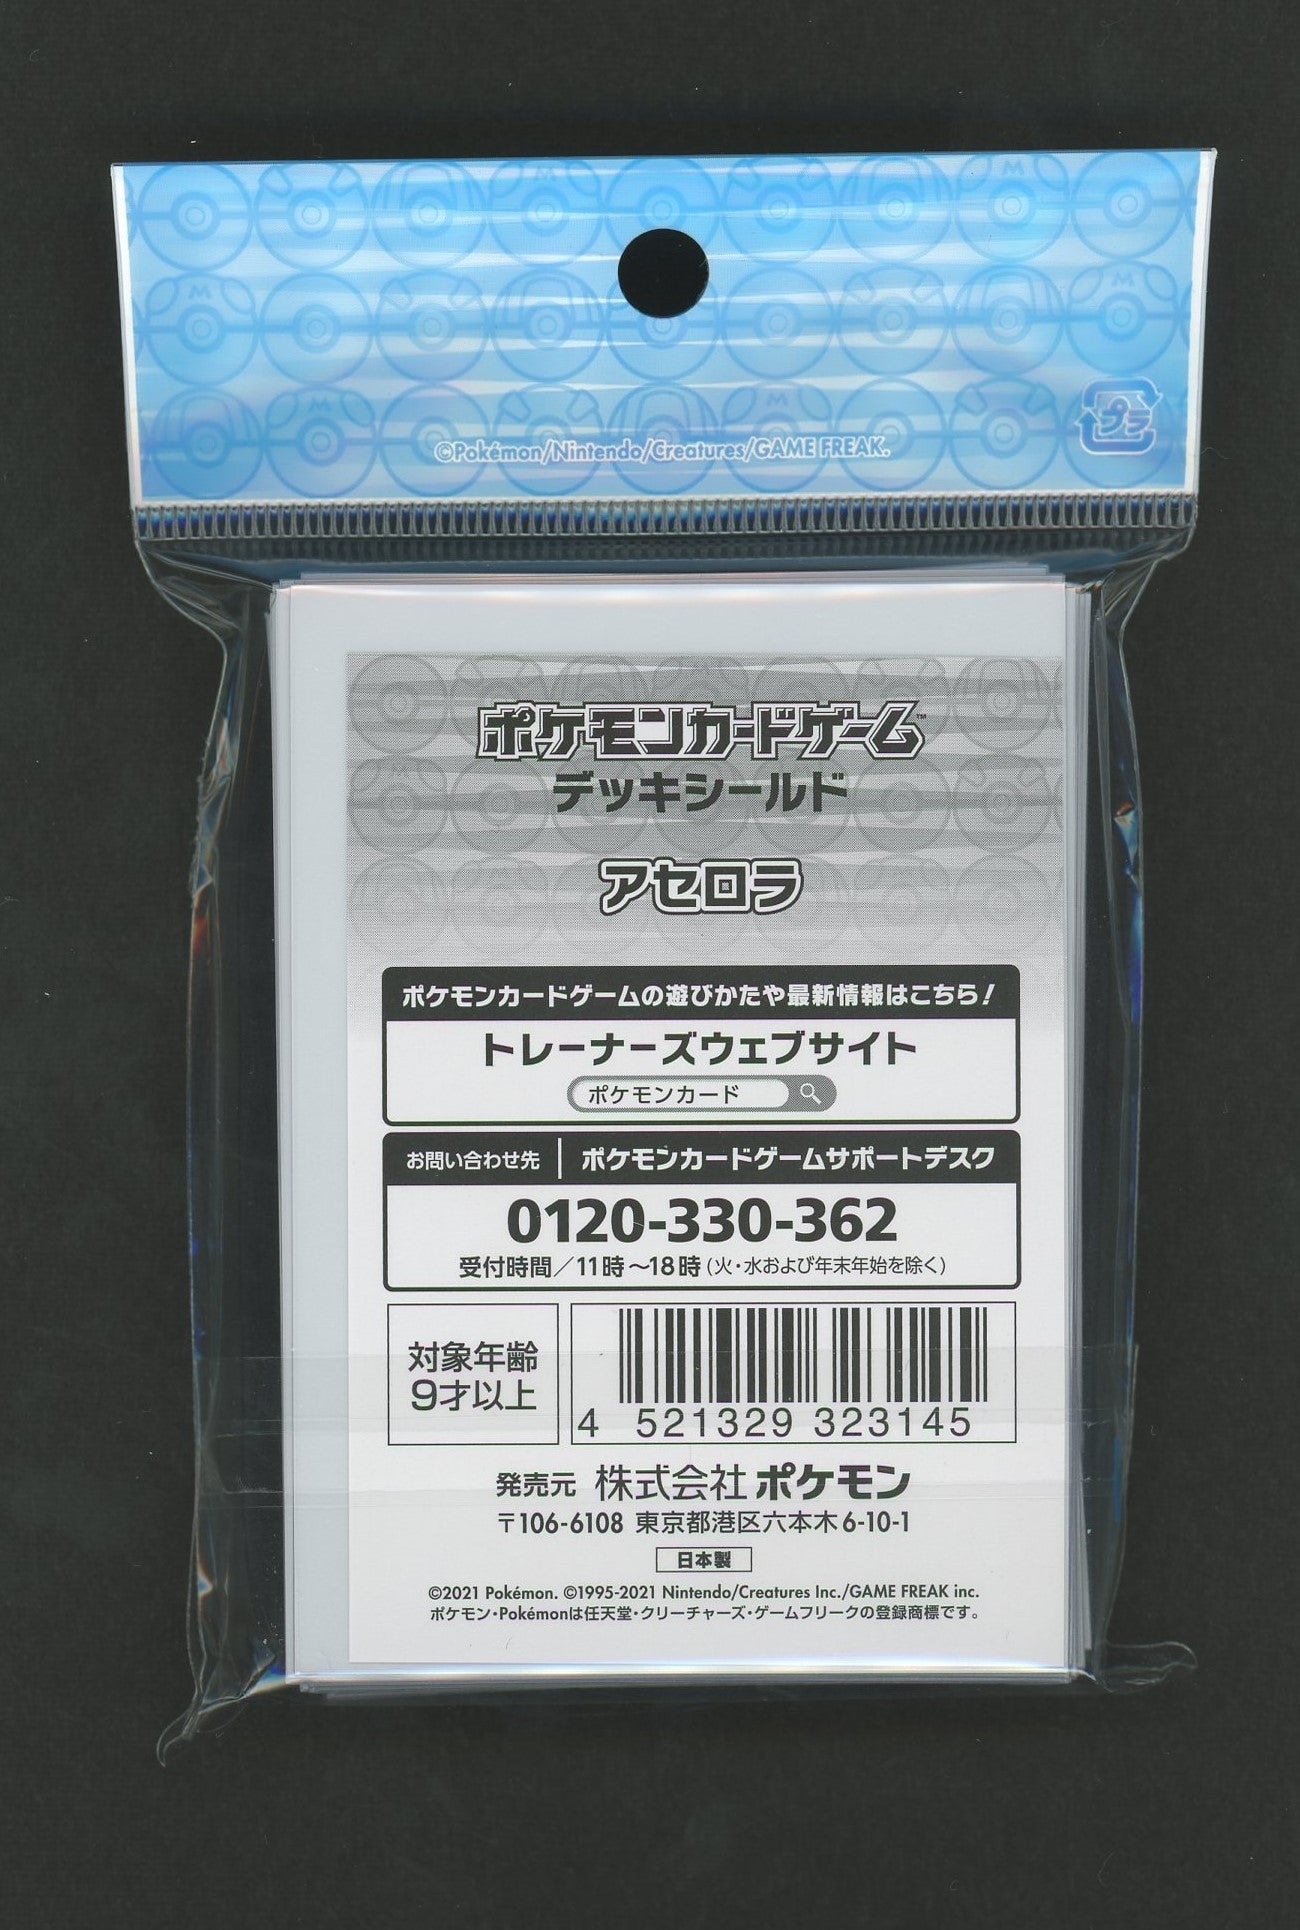 ©Pokémon/Nintendo/Creatures/GAME FREAK.
プラ
ポケモンカードゲーム™
デッキシールド
アセロラ
ポケモンカードゲームの遊びかたや最新情報はこちら!
トレーナーズウェブサイト
ポケモンカード
お問い合わせ先 ポケモンカードゲームサポートデスク
0120-330-362
受付時間/11時~18時(火・水および年末年始を除く)
対象年齢
9才以上
4 521329 323145
発売元 株式会社ポケモン
〒106-6108 東京都港区六本木6-10-1
日本製
©2021 Pokémon. ©1995-2021 Nintendo/Creatures Inc./GAME FREAK inc.
ポケモン・Pokémonは任天堂・クリーチャーズ・ゲームフリークの登録商標です。